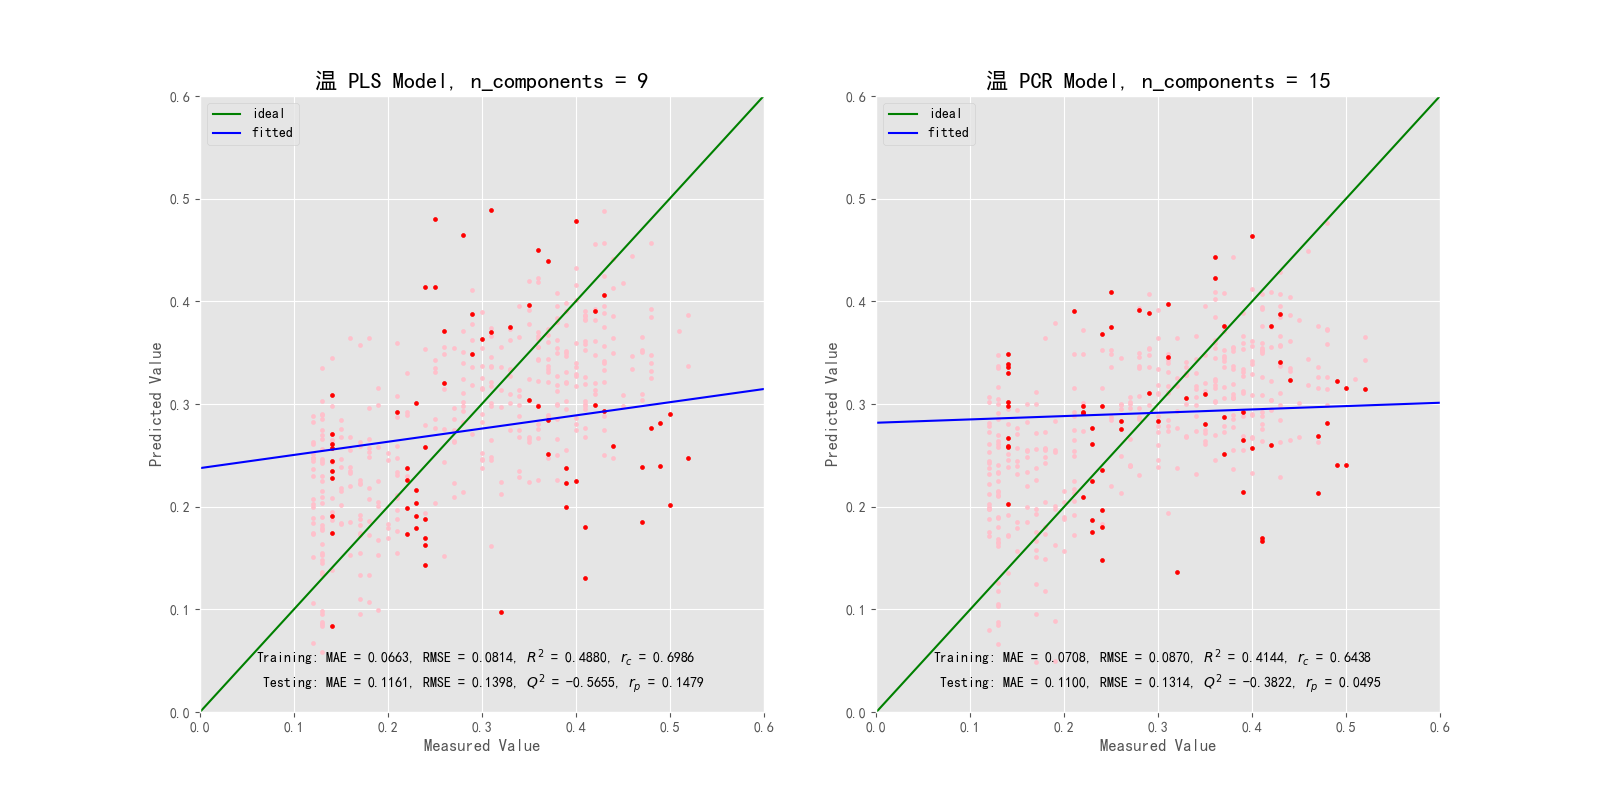 温 PLS Model, n_components = 9
ideal
fitted
Predicted Value
0.6
0.5
0.4
0.3
0.2
0.1
0.0
Training: MAE = 0.0663, RMSE = 0.0814, R² = 0.4880, r_c = 0.6986
Testing: MAE = 0.1161, RMSE = 0.1398, Q² = -0.5655, r_p = 0.1479
0.0 0.1 0.2 0.3 0.4 0.5 0.6
Measured Value
温 PCR Model, n_components = 15
ideal
fitted
Predicted Value
0.6
0.5
0.4
0.3
0.2
0.1
0.0
Training: MAE = 0.0708, RMSE = 0.0870, R² = 0.4144, r_c = 0.6438
Testing: MAE = 0.1100, RMSE = 0.1314, Q² = -0.3822, r_p = 0.0495
0.0 0.1 0.2 0.3 0.4 0.5 0.6
Measured Value